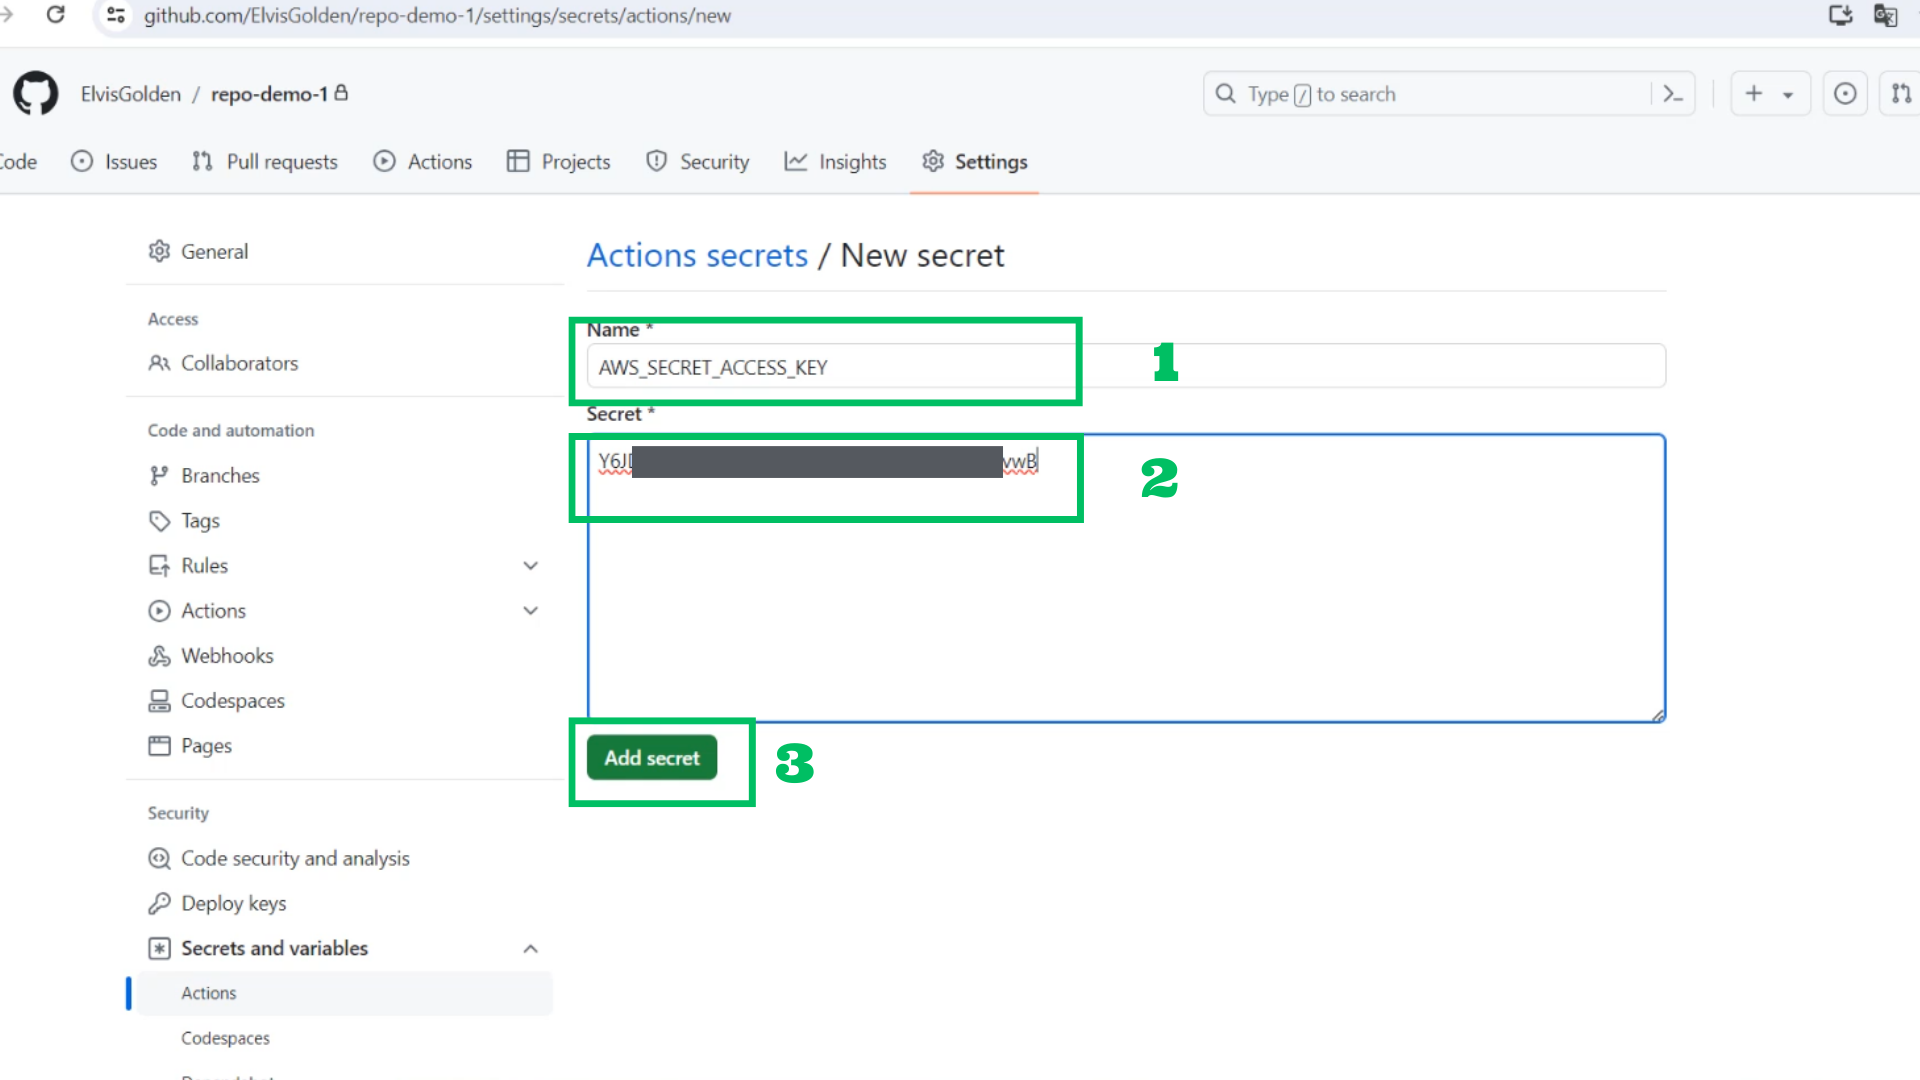 github.com/ElvisGolden/repo-demo-1/settings/secrets/actions/new
ElvisGolden / repo-demo-1
Type / to search
Issues
Pull requests
Actions
Projects
Security
Insights
Settings
General
Access
Collaborators
Code and automation
Branches
Tags
Rules
Actions
Webhooks
Codespaces
Pages
Security
Code security and analysis
Deploy keys
Secrets and variables
Actions
Codespaces
Actions secrets / New secret
Name *
AWS_SECRET_ACCESS_KEY
1
Secret *
Y6J
vwB
2
Add secret
3